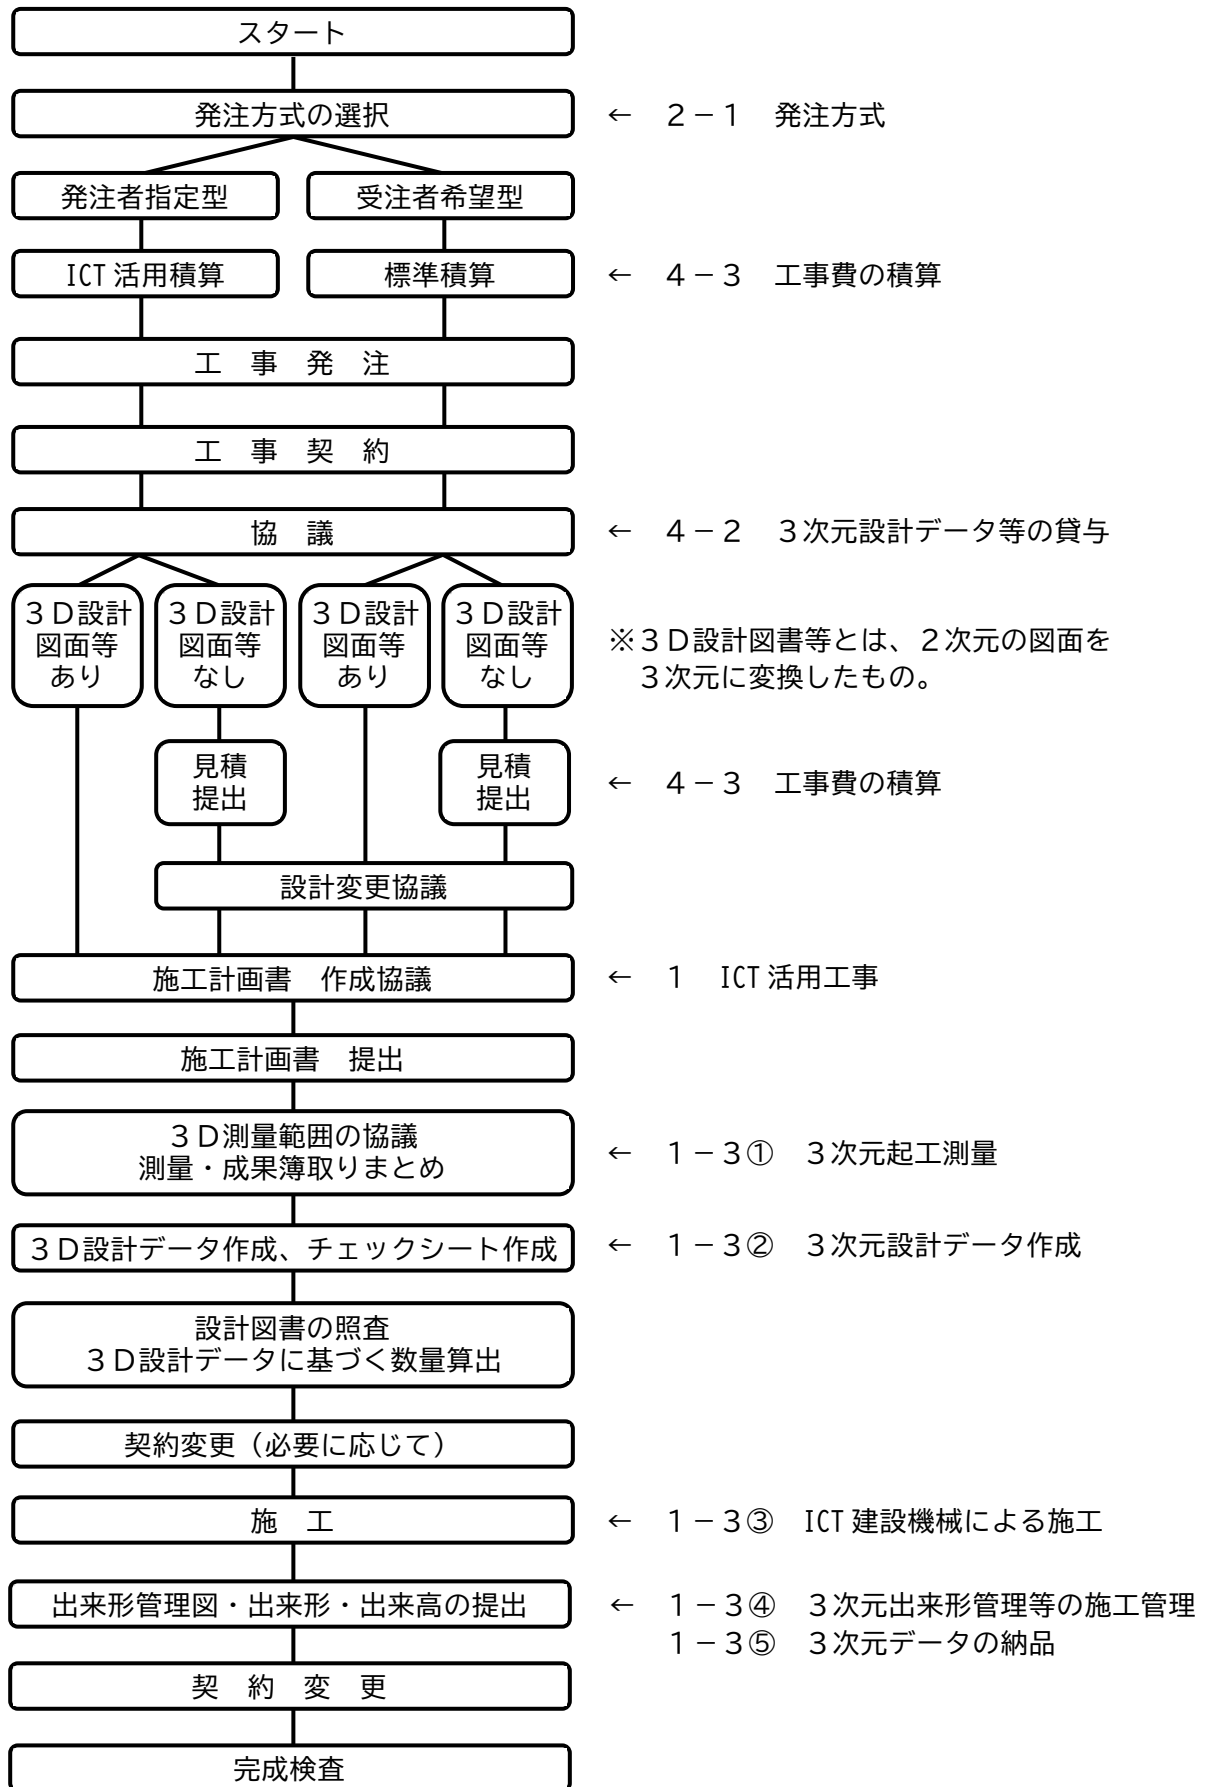 スタート
発注方式の選択
← ２－１　発注方式
発注者指定型
受注者希望型
ICT活用積算
標準積算
← ４－３　工事費の積算
工　事　発　注
工　事　契　約
協　議
← ４－２　３次元設計データ等の貸与
３Ｄ設計
図面等
あり
３Ｄ設計
図面等
なし
３Ｄ設計
図面等
あり
３Ｄ設計
図面等
なし
※３Ｄ設計図書等とは、２次元の図面を
３次元に変換したもの。
見積
提出
見積
提出
← ４－３　工事費の積算
設計変更協議
施工計画書　作成協議
← １　ICT活用工事
施工計画書　提出
３Ｄ測量範囲の協議
測量・成果簿取りまとめ
← １－３①　３次元起工測量
３Ｄ設計データ作成、チェックシート作成
← １－３②　３次元設計データ作成
設計図書の照査
３Ｄ設計データに基づく数量算出
契約変更（必要に応じて）
施　工
← １－３③　ICT建設機械による施工
出来形管理図・出来形・出来高の提出
← １－３④　３次元出来形管理等の施工管理
１－３⑤　３次元データの納品
契　約　変　更
完成検査